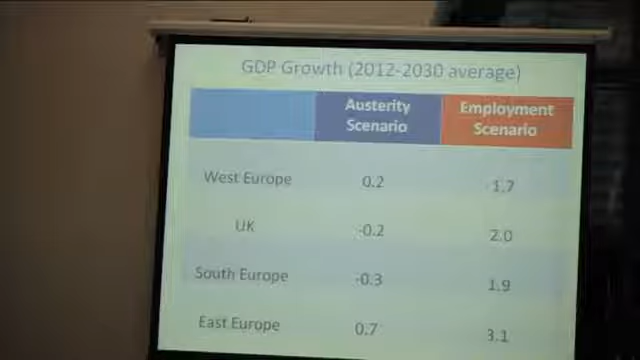 GDP Growth (2012-2030 average)
Austerity Scenario Employment Scenario
West Europe 0.2 1.7
UK -0.2 2.0
South Europe -0.3 1.9
East Europe 0.7 3.1